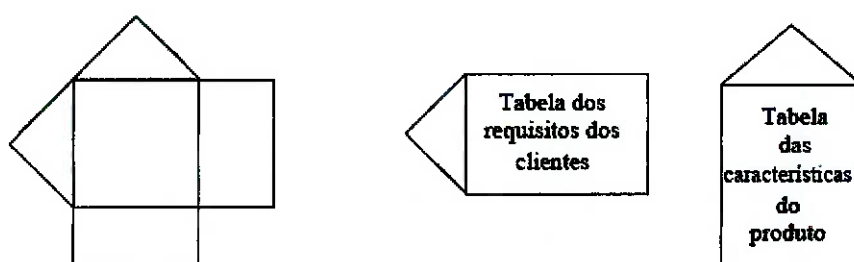 Tabela dos
requisitos dos
clientes
Tabela
das
características
do
produto